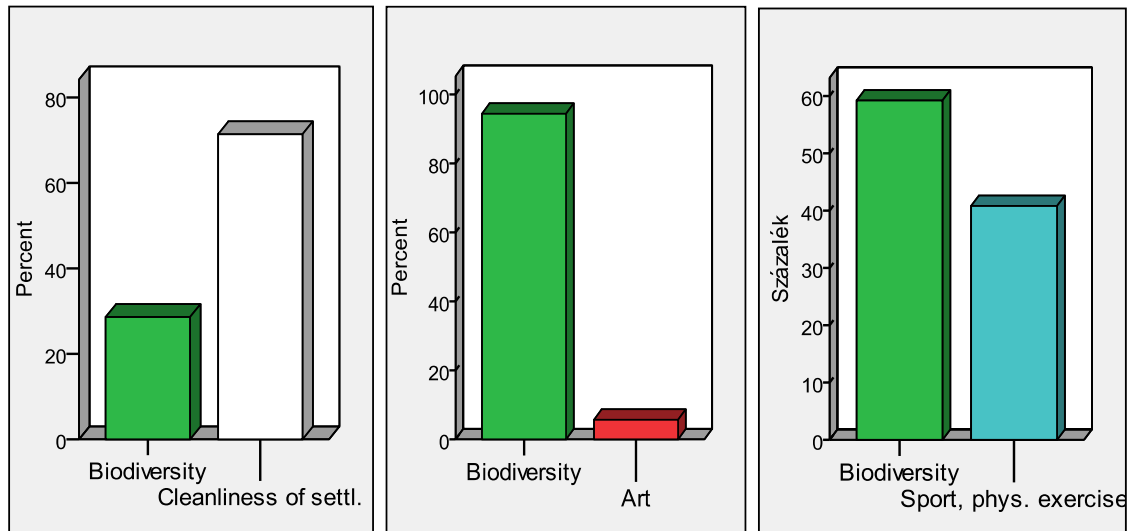 Percent
80
60
40
20
0
Biodiversity
Cleanliness of settl.
Percent
100
80
60
40
20
0
Biodiversity
Art
Százalék
60
50
40
30
20
10
0
Biodiversity
Sport, phys. exercise